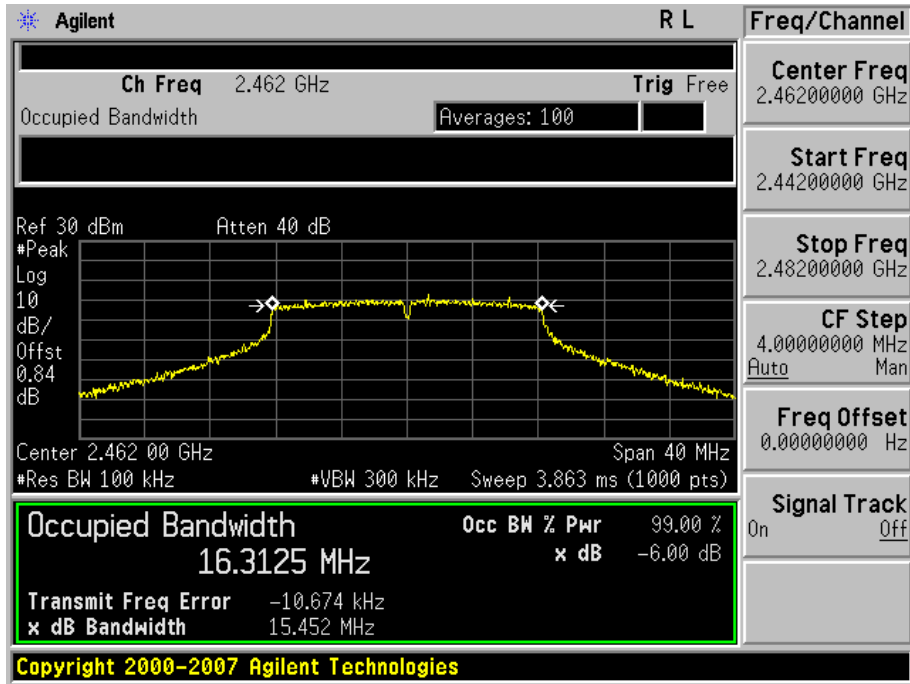 Agilent R L
Ch Freq 2.462 GHz Trig Free
Occupied Bandwidth Averages: 100
Ref 30 dBm Atten 40 dB
#Peak
Log
10
dB/
Offst
0.84
dB
Center 2.462 00 GHz Span 40 MHz
#Res BW 100 kHz #VBW 300 kHz Sweep 3.863 ms (1000 pts)
Occupied Bandwidth Occ BW % Pwr 99.00 %
16.3125 MHz x dB -6.00 dB
Transmit Freq Error -10.674 kHz
x dB Bandwidth 15.452 MHz
Copyright 2000-2007 Agilent Technologies
Freq/Channel
Center Freq
2.46200000 GHz
Start Freq
2.44200000 GHz
Stop Freq
2.48200000 GHz
CF Step
4.00000000 MHz
Auto Man
Freq Offset
0.00000000 Hz
Signal Track
On Off